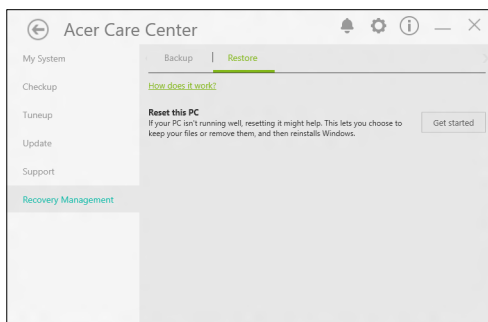 Acer Care Center
My System
Checkup
Tuneup
Update
Support
Recovery Management
Backup
Restore
How does it work?
Reset this PC
If your PC isn't running well, resetting it might help. This lets you choose to
keep your files or remove them, and then reinstalls Windows.
Get started